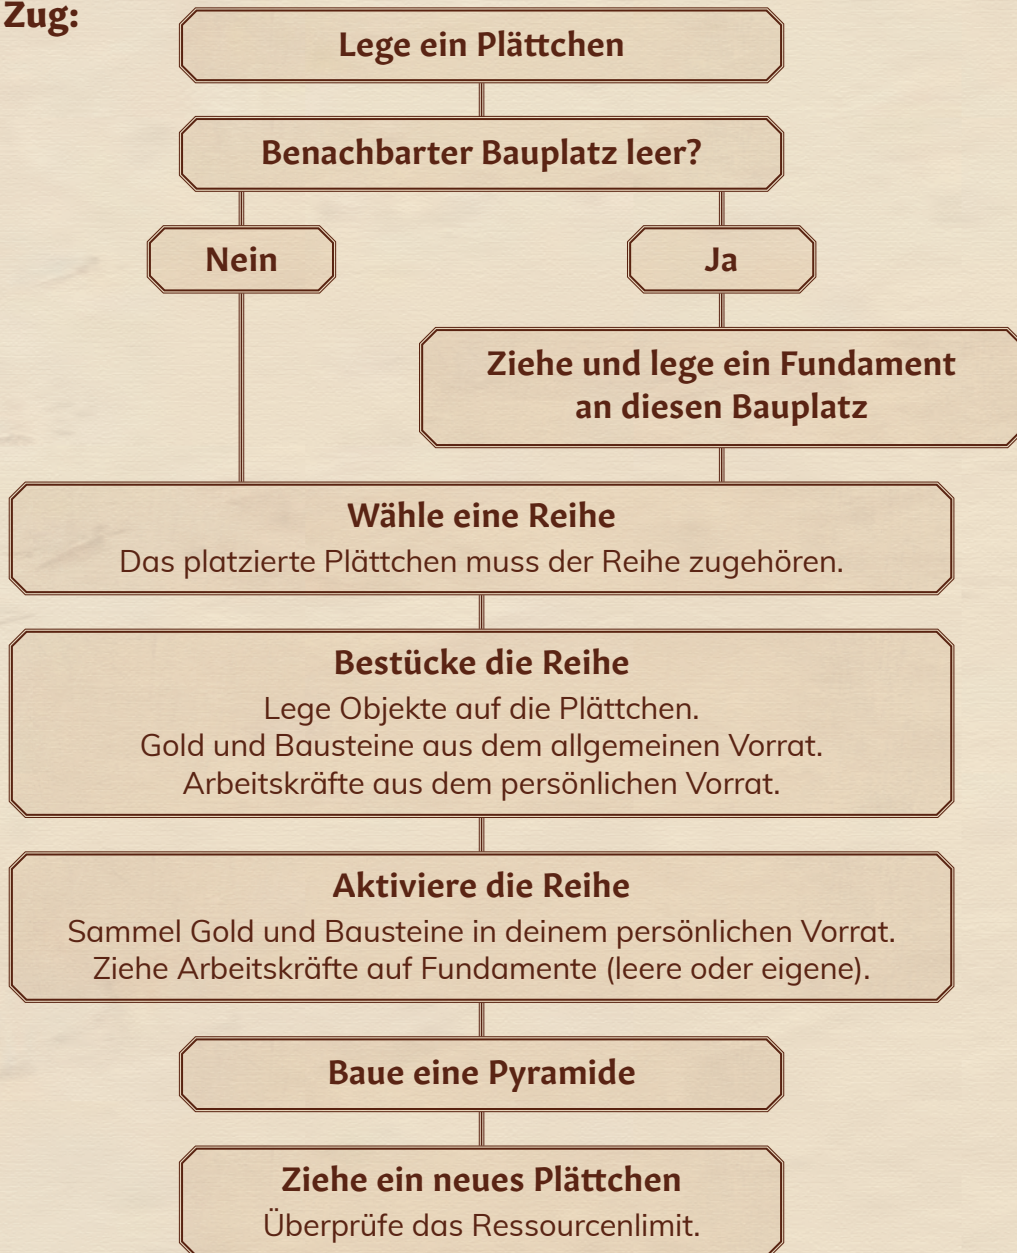 Zug:
Lege ein Plättchen
Benachbarter Bauplatz leer?
Nein
Ja
Ziehe und lege ein Fundament
an diesen Bauplatz
Wähle eine Reihe
Das platzierte Plättchen muss der Reihe zugehören.
Bestücke die Reihe
Lege Objekte auf die Plättchen.
Gold und Bausteine aus dem allgemeinen Vorrat.
Arbeitskräfte aus dem persönlichen Vorrat.
Aktiviere die Reihe
Sammel Gold und Bausteine in deinem persönlichen Vorrat.
Ziehe Arbeitskräfte auf Fundamente (leere oder eigene).
Baue eine Pyramide
Ziehe ein neues Plättchen
Überprüfe das Ressourcenlimit.